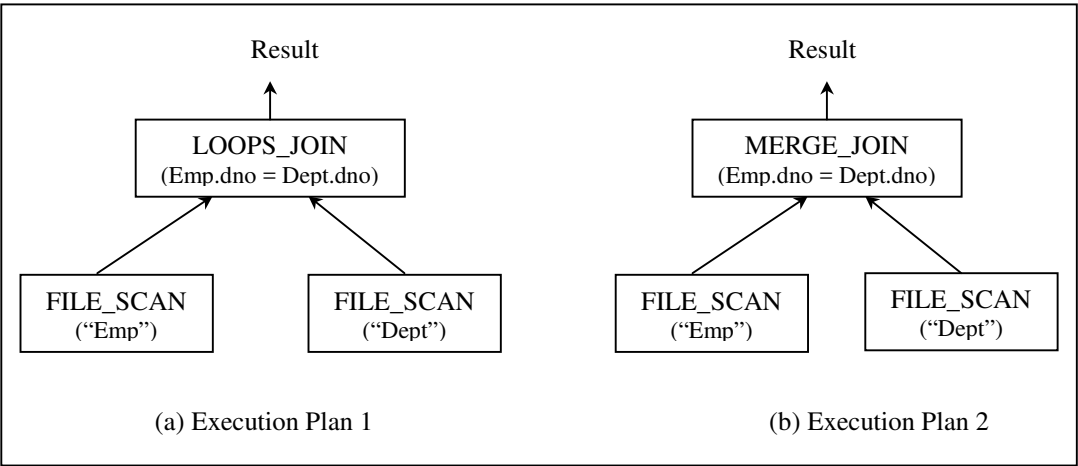 Result
LOOPS_JOIN
(Emp.dno = Dept.dno)
FILE_SCAN
(“Emp”)
FILE_SCAN
(“Dept”)
(a) Execution Plan 1
Result
MERGE_JOIN
(Emp.dno = Dept.dno)
FILE_SCAN
(“Emp”)
FILE_SCAN
(“Dept”)
(b) Execution Plan 2